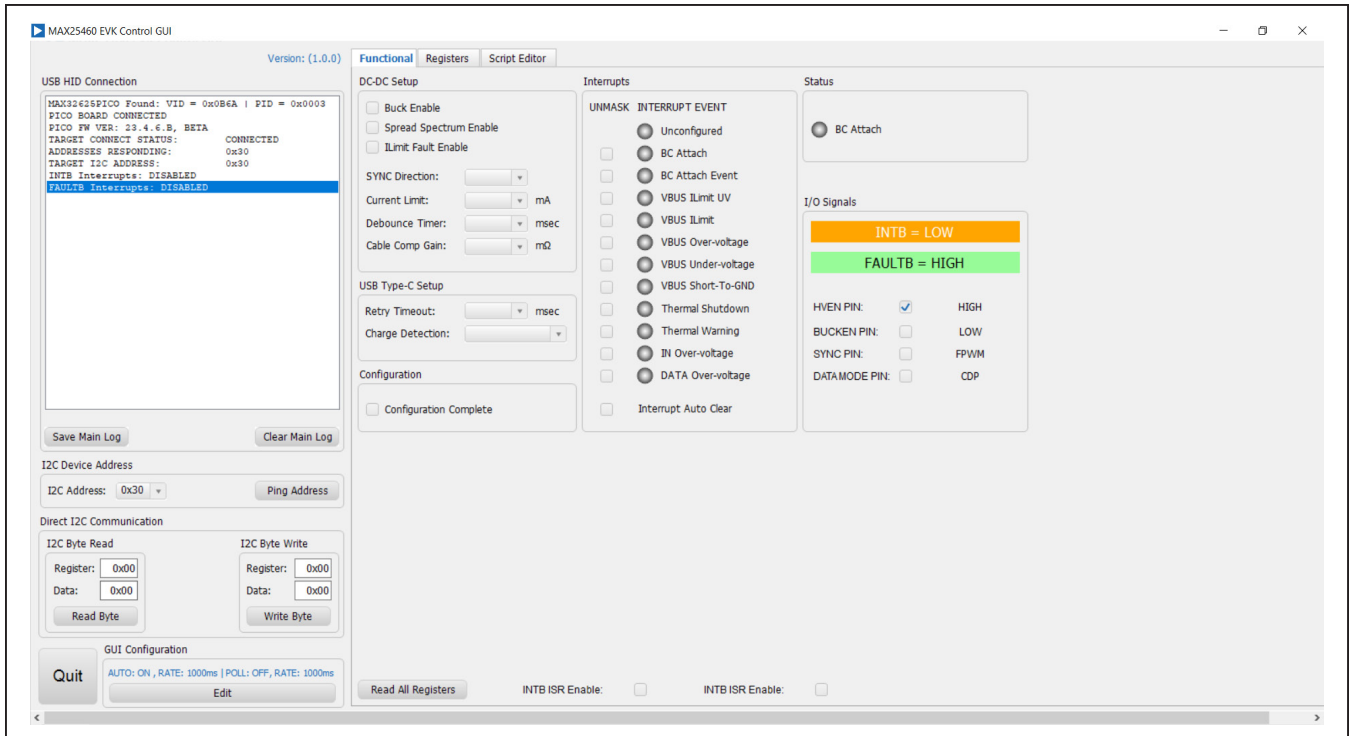 MAX25460 EVK Control GUI
Version: (1.0.0)
USB HID Connection
MAX32625PICO Found: VID = 0x0B6A | PID = 0x0003
PICO BOARD CONNECTED
PICO FW VER: 23.4.6.B, BETA
TARGET CONNECT STATUS: CONNECTED
ADDRESSES RESPONDING: 0x30
TARGET I2C ADDRESS: 0x30
INTB Interrupts: DISABLED
FAULTB Interrupts: DISABLED
Save Main Log
Clear Main Log
I2C Device Address
I2C Address: 0x30
Ping Address
Direct I2C Communication
I2C Byte Read
Register: 0x00
Data: 0x00
Read Byte
I2C Byte Write
Register: 0x00
Data: 0x00
Write Byte
Quit
GUI Configuration
AUTO: ON , RATE: 1000ms | POLL: OFF, RATE: 1000ms
Edit
Functional Registers Script Editor
DC-DC Setup
Buck Enable
Spread Spectrum Enable
ILimit Fault Enable
SYNC Direction:
Current Limit: mA
Debounce Timer: msec
Cable Comp Gain: mΩ
USB Type-C Setup
Retry Timeout: msec
Charge Detection:
Configuration
Configuration Complete
Interrupts
UNMASK INTERRUPT EVENT
Unconfigured
BC Attach
BC Attach Event
VBUS ILimit UV
VBUS ILimit
VBUS Over-voltage
VBUS Under-voltage
VBUS Short-To-GND
Thermal Shutdown
Thermal Warning
IN Over-voltage
DATA Over-voltage
Interrupt Auto Clear
Status
BC Attach
I/O Signals
INTB = LOW
FAULTB = HIGH
HVEN PIN: HIGH
BUCKEN PIN: LOW
SYNC PIN: FPWM
DATAMODE PIN: CDP
Read All Registers
INTB ISR Enable:
INTB ISR Enable: